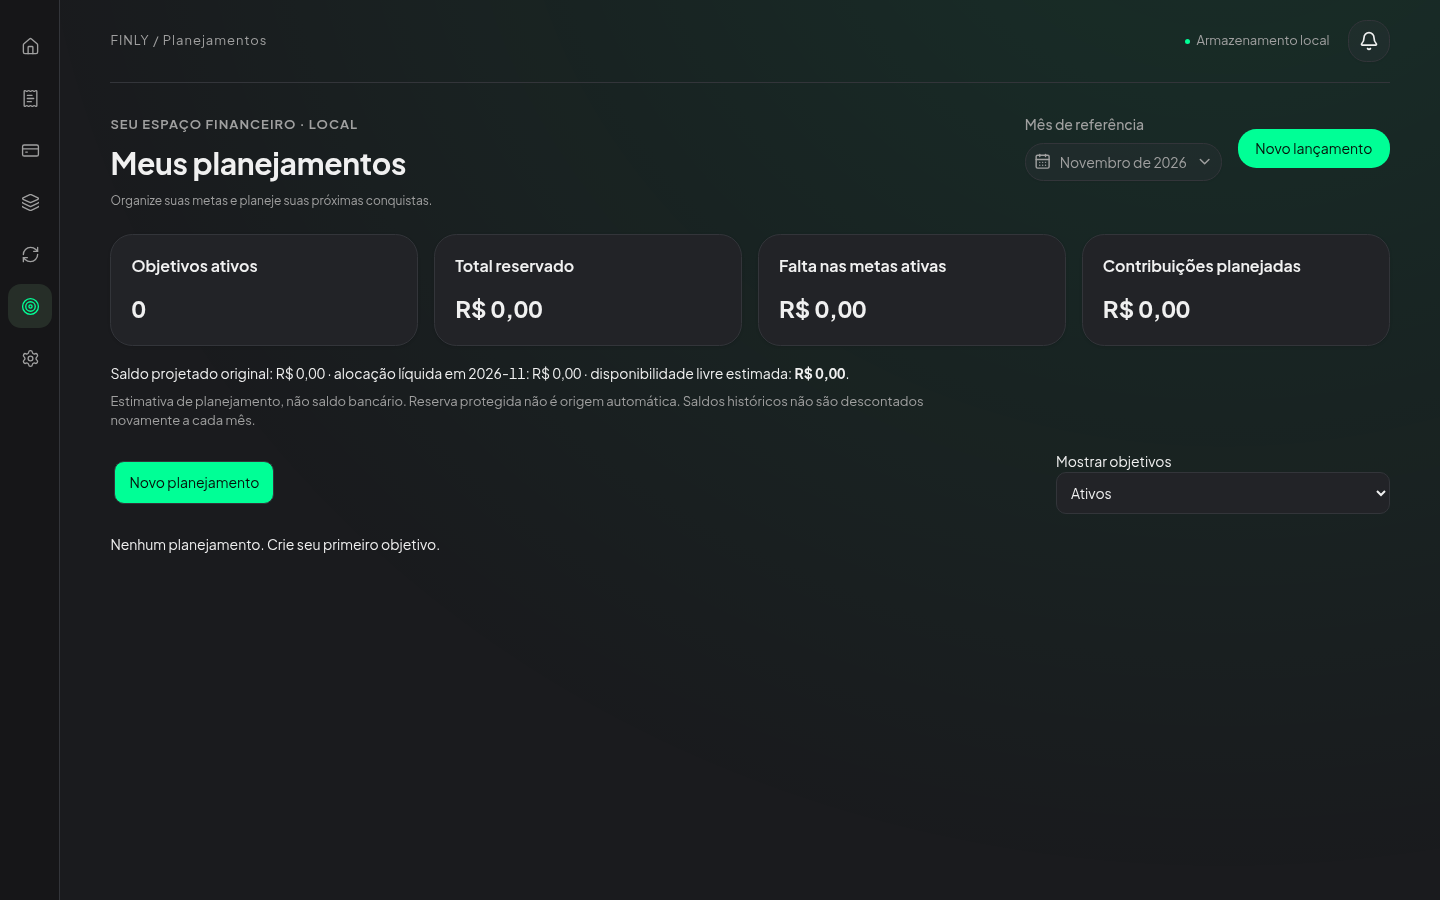 FINLY / Planejamentos
Armazenamento local
SEU ESPAÇO FINANCEIRO · LOCAL
Meus planejamentos
Organize suas metas e planeje suas próximas conquistas.
Mês de referência
Novembro de 2026
Novo lançamento
Objetivos ativos
0
Total reservado
R$ 0,00
Falta nas metas ativas
R$ 0,00
Contribuições planejadas
R$ 0,00
Saldo projetado original: R$ 0,00 · alocação líquida em 2026-11: R$ 0,00 · disponibilidade livre estimada: R$ 0,00.
Estimativa de planejamento, não saldo bancário. Reserva protegida não é origem automática. Saldos históricos não são descontados
novamente a cada mês.
Novo planejamento
Mostrar objetivos
Ativos
Nenhum planejamento. Crie seu primeiro objetivo.